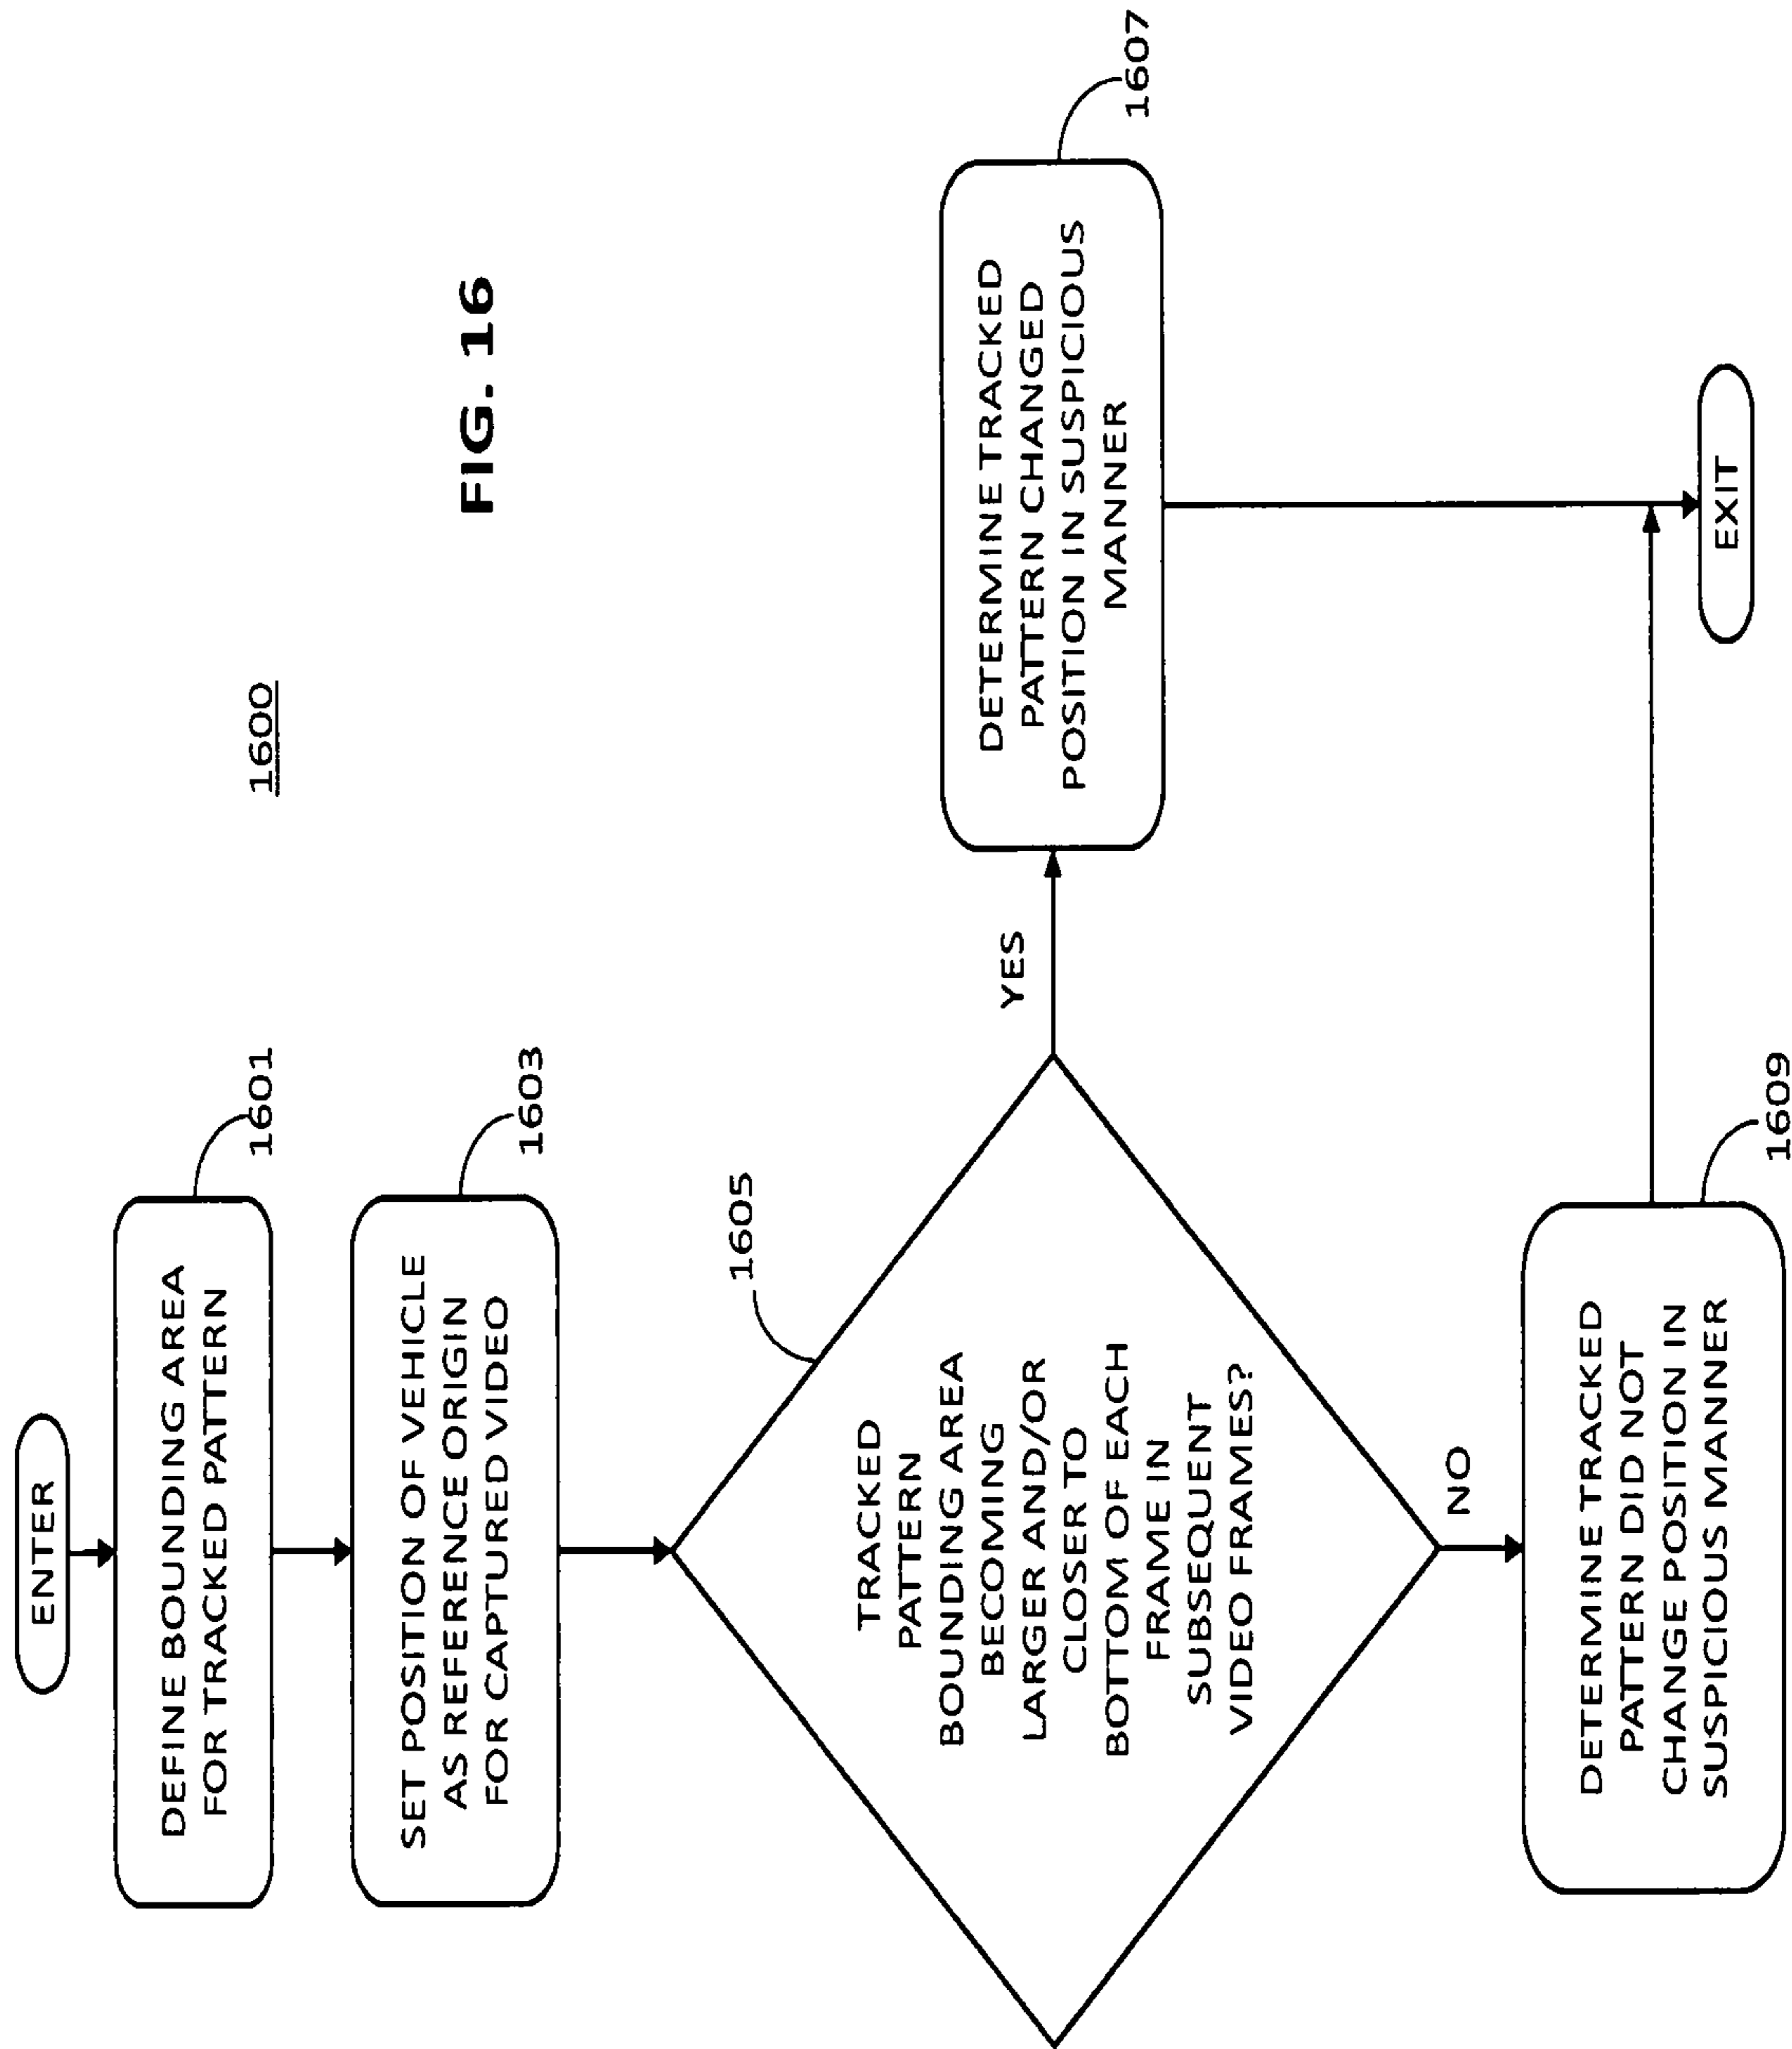 1600
FIG. 16
ENTER
DEFINE BOUNDING AREA
FOR TRACKED PATTERN
1601
SET POSITION OF VEHICLE
AS REFERENCE ORIGIN
FOR CAPTURED VIDEO
1603
1605
TRACKED
PATTERN
BOUNDING AREA
BECOMING
LARGER AND/OR
CLOSER TO
BOTTOM OF EACH
FRAME IN
SUBSEQUENT
VIDEO FRAMES?
YES
DETERMINE TRACKED
PATTERN CHANGED
POSITION IN SUSPICIOUS
MANNER
1607
NO
DETERMINE TRACKED
PATTERN DID NOT
CHANGE POSITION IN
SUSPICIOUS MANNER
1609
EXIT